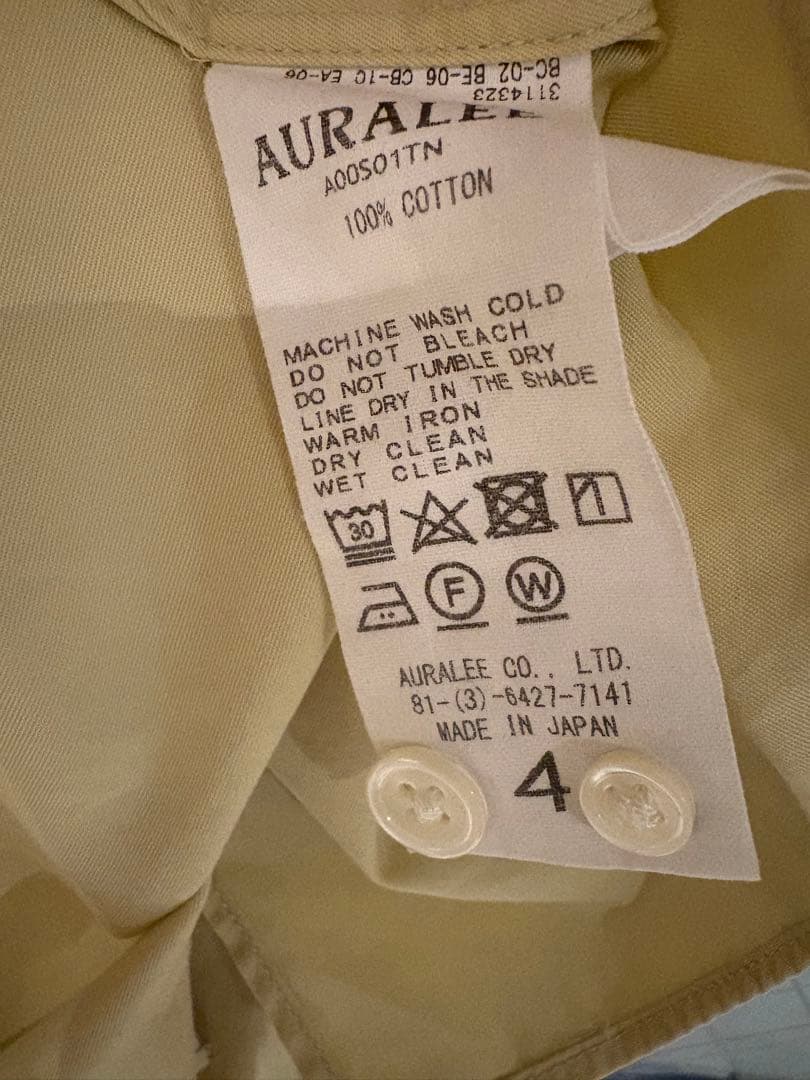 3114323
BC-02 BE-06 CB-10 EA-06
AURALEE
A00S01TN
100% COTTON
MACHINE WASH COLD
DO NOT BLEACH
DO NOT TUMBLE DRY
LINE DRY IN THE SHADE
WARM IRON
DRY CLEAN
WET CLEAN
30
F W
AURALEE CO., LTD.
81-(3)-6427-7141
MADE IN JAPAN
4